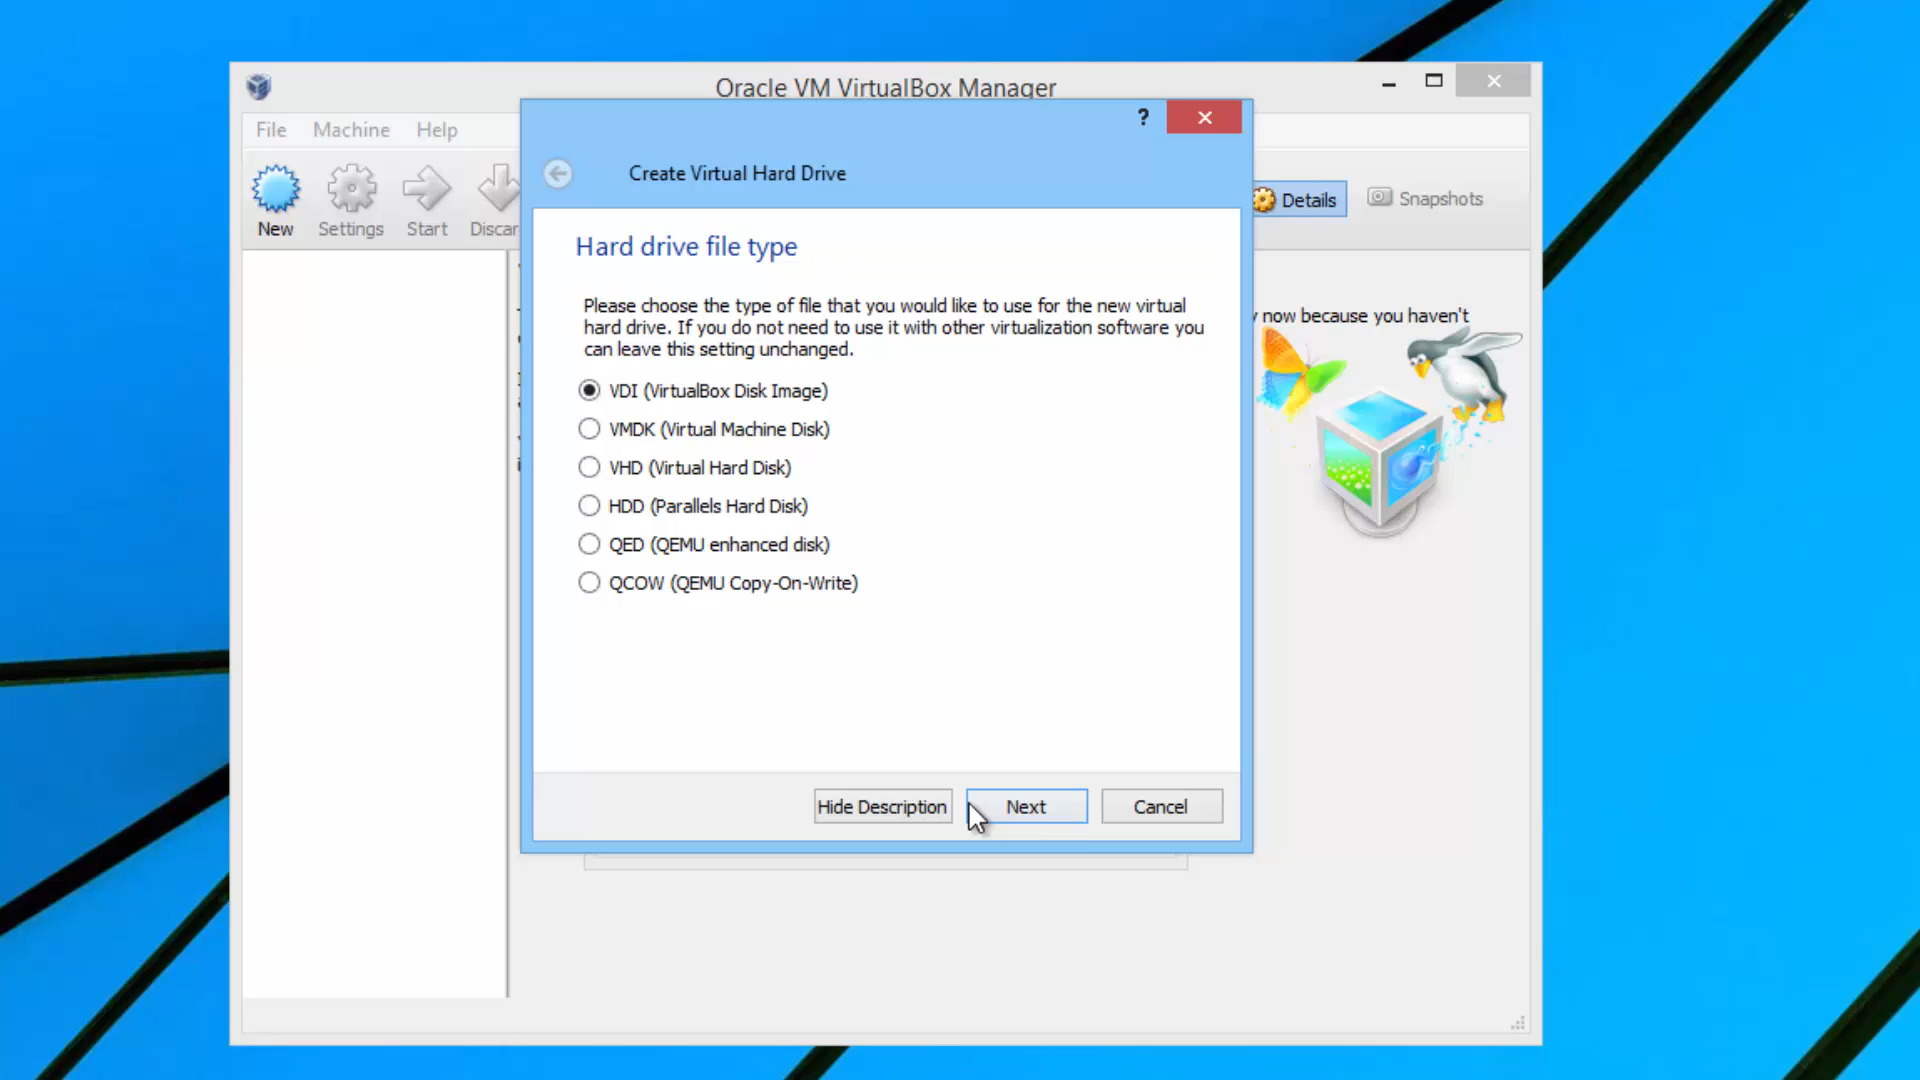 Oracle VM VirtualBox Manager
File Machine Help
?
Create Virtual Hard Drive
New
Settings
Start
Discar
Details
Snapshots
Hard drive file type
Please choose the type of file that you would like to use for the new virtual
hard drive. If you do not need to use it with other virtualization software you
can leave this setting unchanged.
now because you haven't
VDI (VirtualBox Disk Image)
VMDK (Virtual Machine Disk)
VHD (Virtual Hard Disk)
HDD (Parallels Hard Disk)
QED (QEMU enhanced disk)
QCOW (QEMU Copy-On-Write)
Hide Description
Next
Cancel